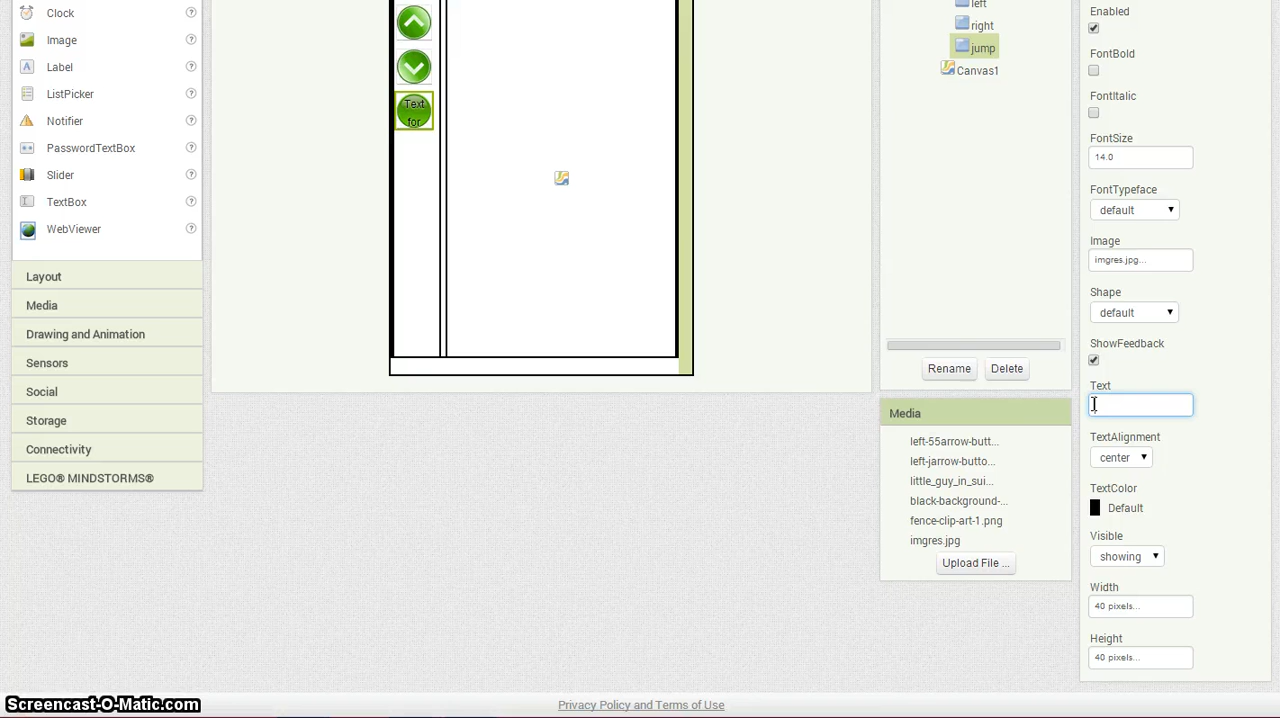 Clock
?
Image
?
Label
?
ListPicker
?
Notifier
?
PasswordTextBox
?
Slider
?
TextBox
?
WebViewer
?
Layout
Media
Drawing and Animation
Sensors
Social
Storage
Connectivity
LEGO® MINDSTORMS®
Text
for
left
right
jump
Canvas1
Rename
Delete
Media
left-55arrow-butt...
left-jarrow-butto...
little_guy_in_sui...
black-background-...
fence-clip-art-1.png
imgres.jpg
Upload File ...
Enabled
FontBold
FontItalic
FontSize
14.0
FontTypeface
default
Image
imgres.jpg...
Shape
default
ShowFeedback
Text
TextAlignment
center
TextColor
Default
Visible
showing
Width
40 pixels...
Height
40 pixels...
Privacy Policy and Terms of Use
Screencast-O-Matic.com